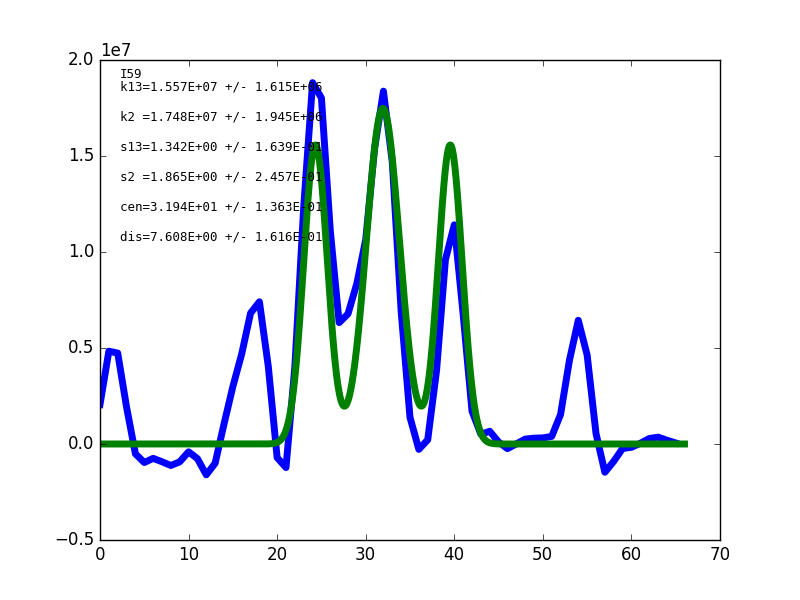 1e7
I59
k13=1.557E+07 +/- 1.615E+06
k2 =1.748E+07 +/- 1.945E+06
s13=1.342E+00 +/- 1.639E-01
s2 =1.865E+00 +/- 2.457E-01
cen=3.194E+01 +/- 1.363E-01
dis=7.608E+00 +/- 1.616E-01
2.0
1.5
1.0
0.5
0.0
−0.5
0 10 20 30 40 50 60 70